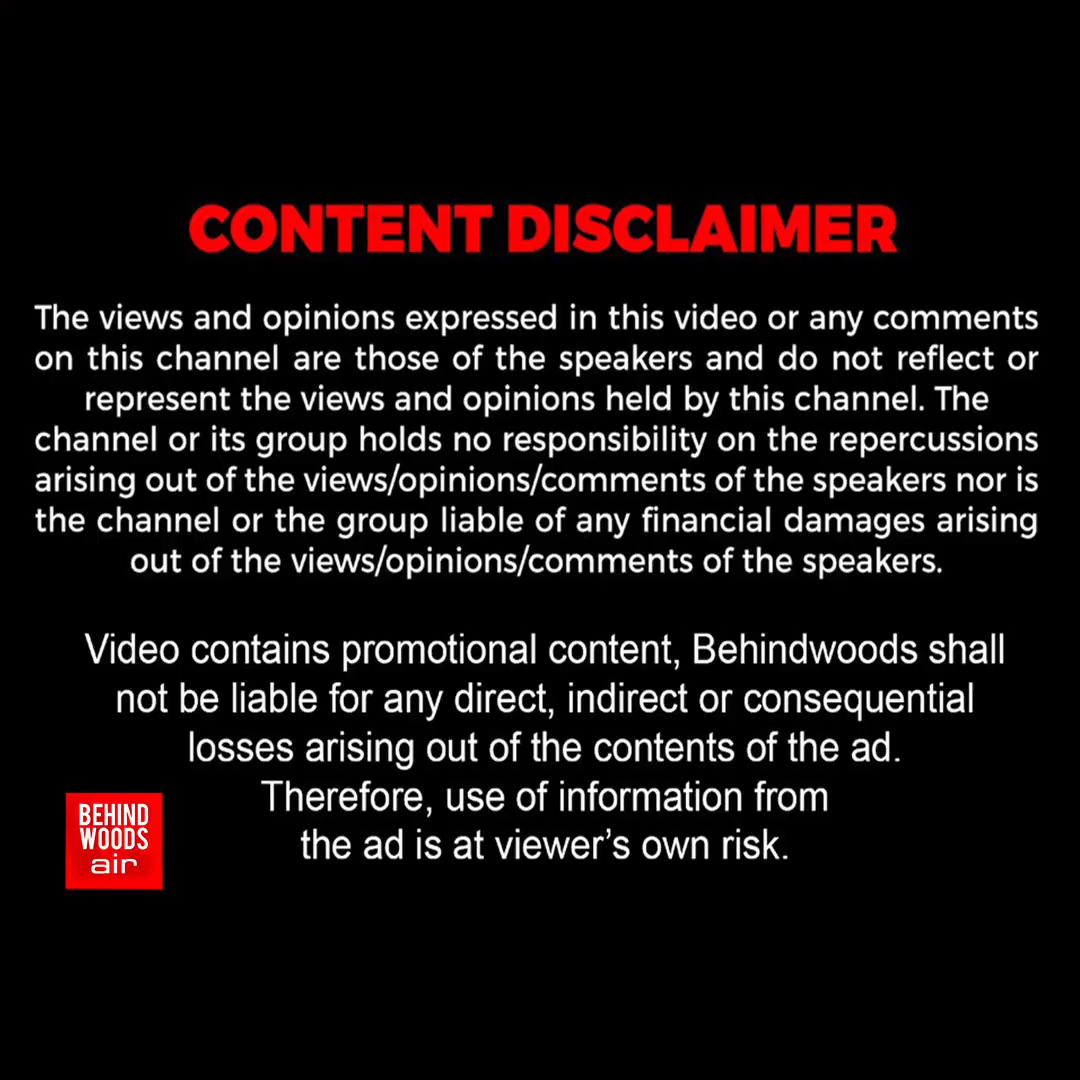 CONTENT DISCLAIMER
The views and opinions expressed in this video or any comments
on this channel are those of the speakers and do not reflect or
represent the views and opinions held by this channel. The
channel or its group holds no responsibility on the repercussions
arising out of the views/opinions/comments of the speakers nor is
the channel or the group liable of any financial damages arising
out of the views/opinions/comments of the speakers.
Video contains promotional content, Behindwoods shall
not be liable for any direct, indirect or consequential
losses arising out of the contents of the ad.
Therefore, use of information from
the ad is at viewer’s own risk.
BEHIND
WOODS
air